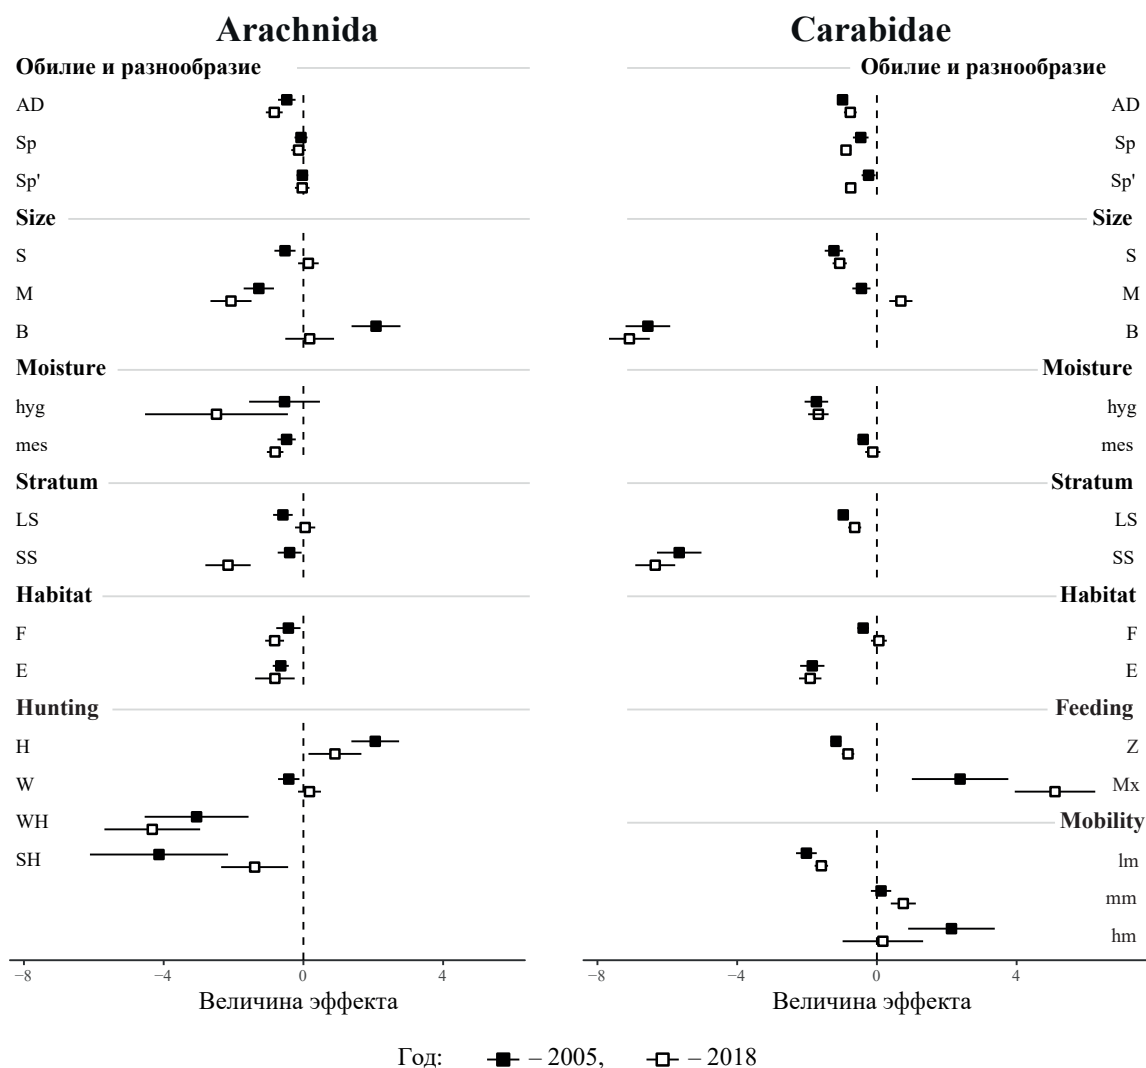 Arachnida
Обилие и разнообразие
AD
Sp
Sp'
Size
S
M
B
Moisture
hyg
mes
Stratum
LS
SS
Habitat
F
E
Hunting
H
W
WH
SH
−8 −4 0 4
Величина эффекта
Carabidae
Обилие и разнообразие
AD
Sp
Sp'
Size
S
M
B
Moisture
hyg
mes
Stratum
LS
SS
Habitat
F
E
Feeding
Z
Mx
Mobility
lm
mm
hm
−8 −4 0 4
Величина эффекта
Год: – 2005, – 2018